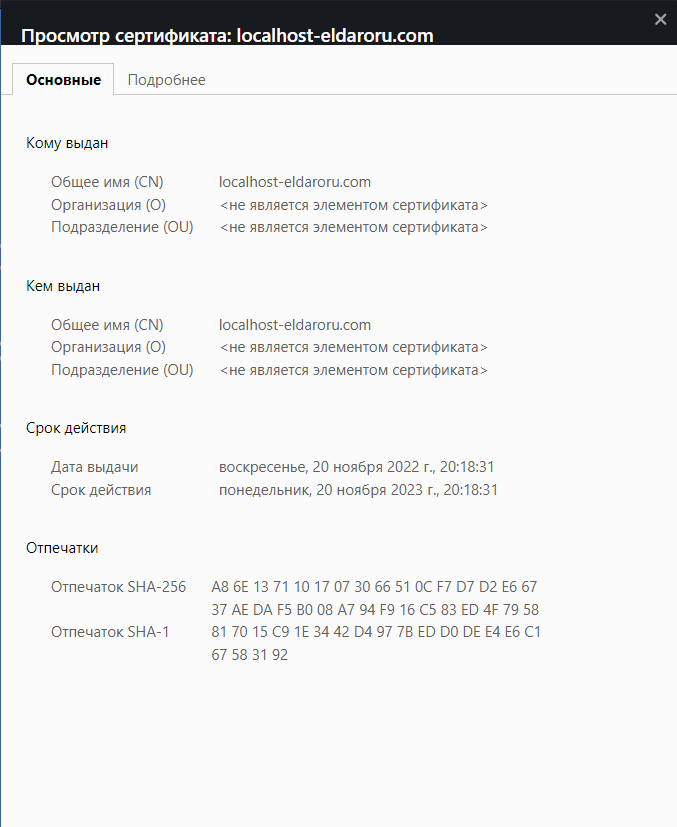 Просмотр сертификата: localhost-eldaroru.com
Основные Подробнее
Кому выдан
Общее имя (CN) localhost-eldaroru.com
Организация (O) <не является элементом сертификата>
Подразделение (OU) <не является элементом сертификата>
Кем выдан
Общее имя (CN) localhost-eldaroru.com
Организация (O) <не является элементом сертификата>
Подразделение (OU) <не является элементом сертификата>
Срок действия
Дата выдачи воскресенье, 20 ноября 2022 г., 20:18:31
Срок действия понедельник, 20 ноября 2023 г., 20:18:31
Отпечатки
Отпечаток SHA-256 A8 6E 13 71 10 17 07 30 66 51 0C F7 D7 D2 E6 67
37 AE DA F5 B0 08 A7 94 F9 16 C5 83 ED 4F 79 58
Отпечаток SHA-1 81 70 15 C9 1E 34 42 D4 97 7B ED D0 DE E4 E6 C1
67 58 31 92